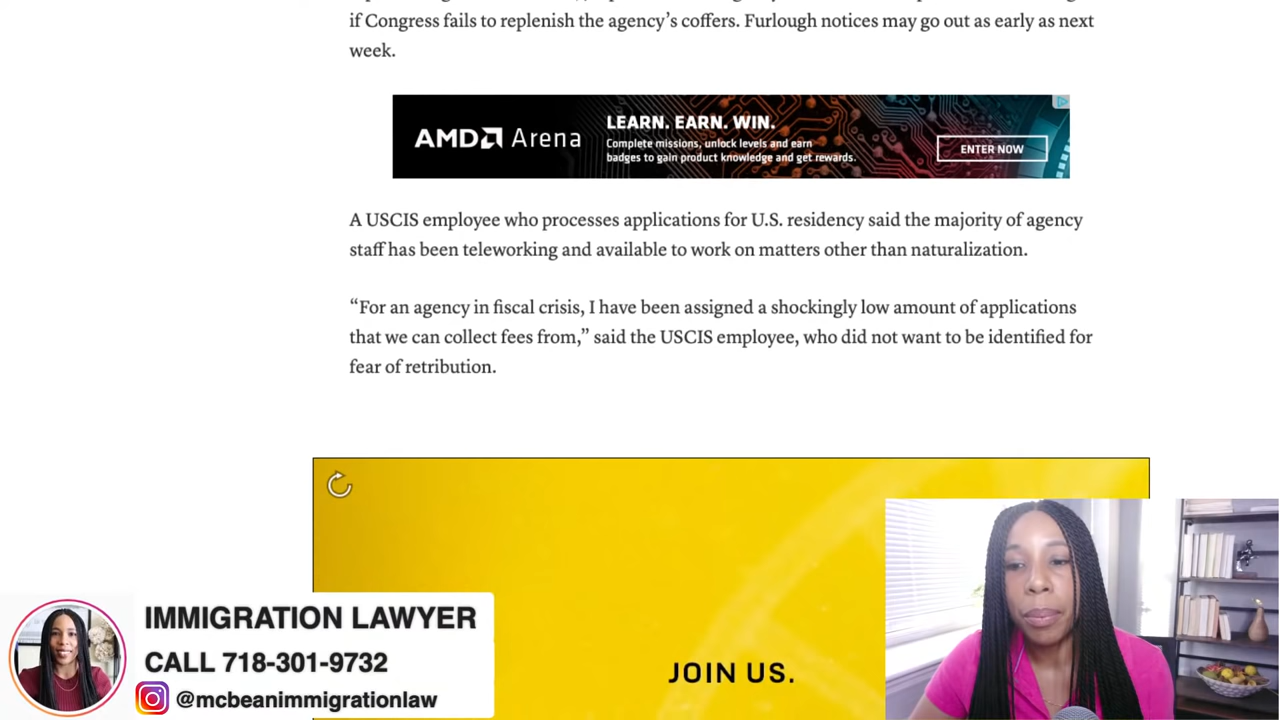 if Congress fails to replenish the agency’s coffers. Furlough notices may go out as early as next
week.
AMD Arena
LEARN. EARN. WIN.
Complete missions, unlock levels and earn
badges to gain product knowledge and get rewards.
ENTER NOW
A USCIS employee who processes applications for U.S. residency said the majority of agency
staff has been teleworking and available to work on matters other than naturalization.
“For an agency in fiscal crisis, I have been assigned a shockingly low amount of applications
that we can collect fees from,” said the USCIS employee, who did not want to be identified for
fear of retribution.
JOIN US.
IMMIGRATION LAWYER
CALL 718-301-9732
@mcbeanimmigrationlaw